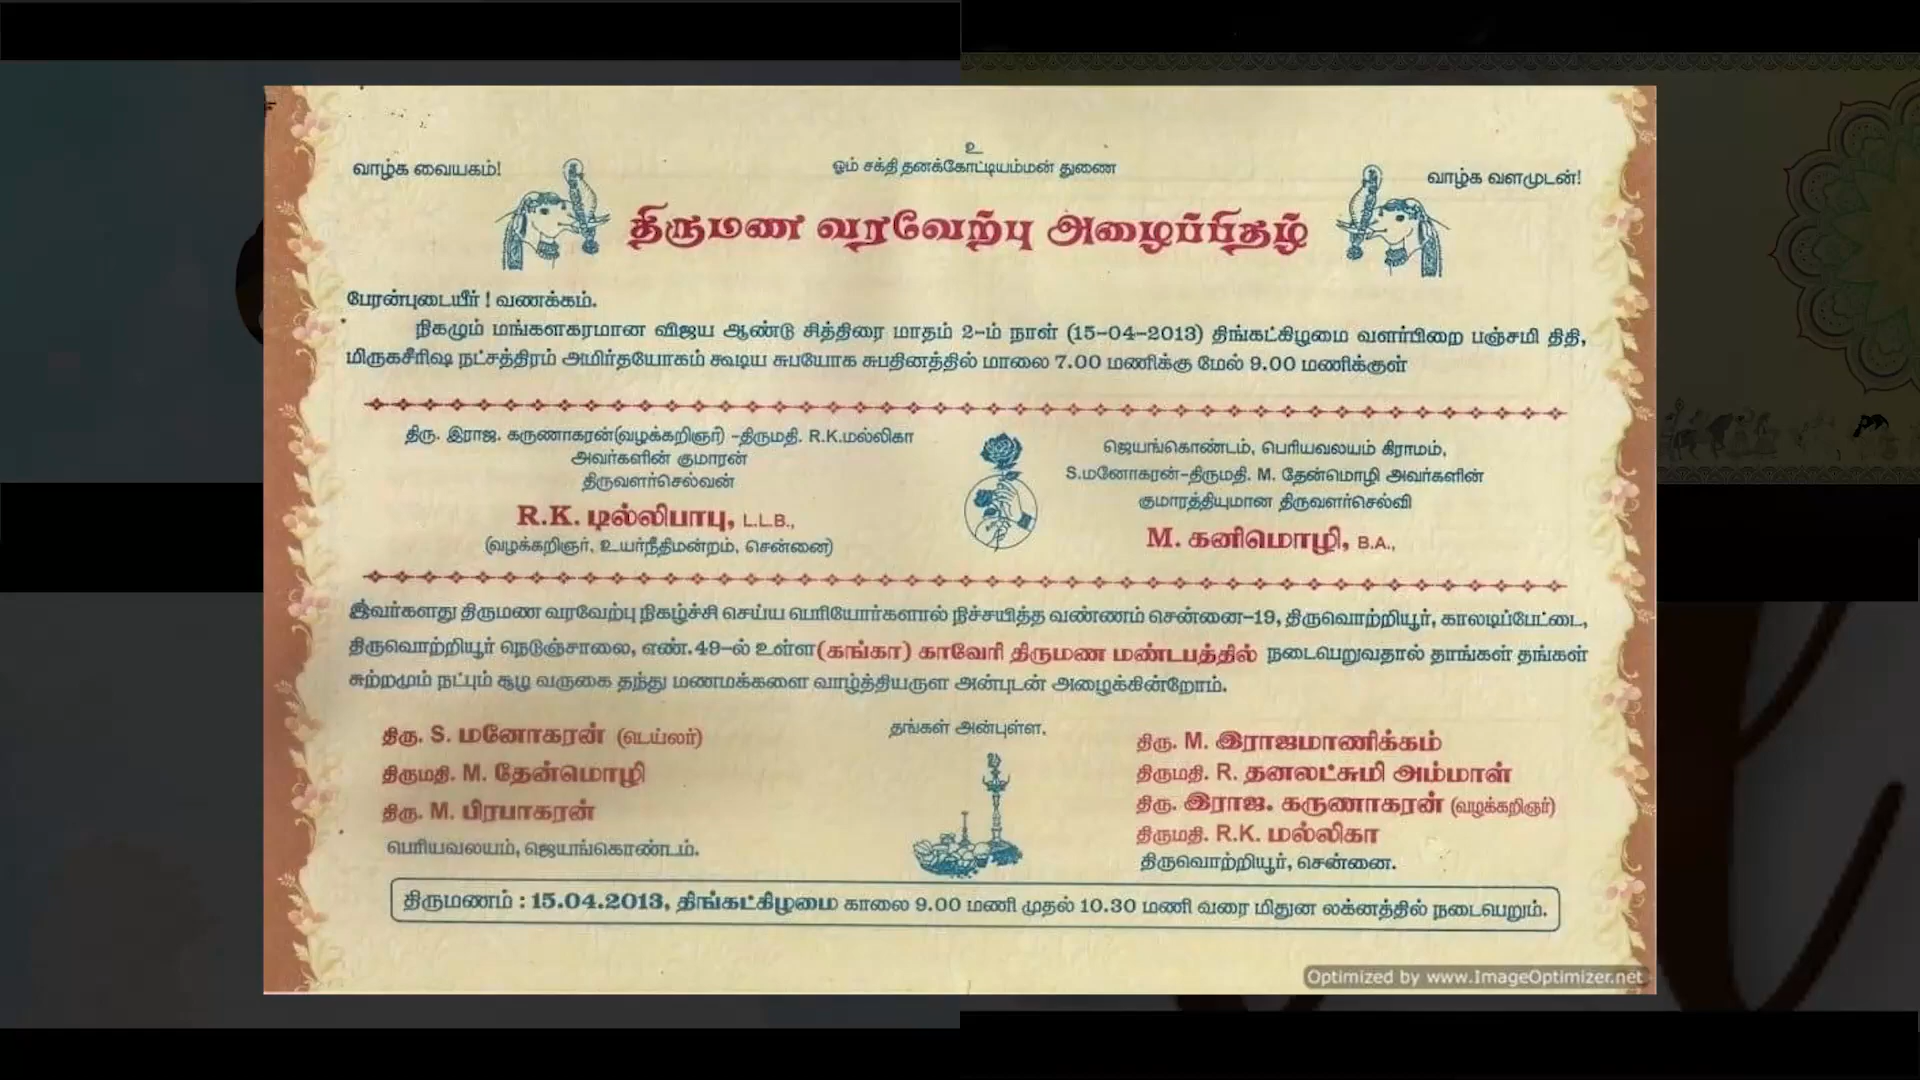 உ
வாழ்க வையகம்!
ஓம் சக்தி தனக்கோட்டியம்மன் துணை
வாழ்க வளமுடன்!
திருமண வரவேற்பு அழைப்பிதழ்
பேரன்புடையீர் ! வணக்கம்.
நிகழும் மங்களகரமான விஜய ஆண்டு சித்திரை மாதம் 2-ம் நாள் (15-04-2013) திங்கட்கிழமை வளர்பிறை பஞ்சமி திதி,
மிருகசீரிஷ நட்சத்திரம் அமிர்தயோகம் கூடிய சுபயோக சுபதினத்தில் மாலை 7.00 மணிக்கு மேல் 9.00 மணிக்குள்
திரு. இராஜ. கருணாகரன்(வழக்கறிஞர்) -திருமதி. R.K.மல்லிகா
அவர்களின் குமாரன்
திருவளர்செல்வன்
R.K. டில்லிபாபு, L.L.B.,
(வழக்கறிஞர், உயர்நீதிமன்றம், சென்னை)
ஜெயங்கொண்டம், பெரியவலயம் கிராமம்,
S.மனோகரன்-திருமதி. M. தேன்மொழி அவர்களின்
குமாரத்தியுமான திருவளர்செல்வி
M. கனிமொழி, B.A.,
இவர்களது திருமண வரவேற்பு நிகழ்ச்சி செய்ய பெரியோர்களால் நிச்சயித்த வண்ணம் சென்னை-19, திருவொற்றியூர், காலடிப்பேட்டை,
திருவொற்றியூர் நெடுஞ்சாலை, எண்.49-ல் உள்ள (கங்கா) காவேரி திருமண மண்டபத்தில் நடைபெறுவதால் தாங்கள் தங்கள்
சுற்றமும் நட்பும் சூழ வருகை தந்து மணமக்களை வாழ்த்தியருள அன்புடன் அழைக்கின்றோம்.
தங்கள் அன்புள்ள.
திரு. S. மனோகரன் (டெய்லர்)
திருமதி. M. தேன்மொழி
திரு. M. பிரபாகரன்
பெரியவலயம், ஜெயங்கொண்டம்.
திரு. M. இராஜமாணிக்கம்
திருமதி. R. தனலட்சுமி அம்மாள்
திரு. இராஜ. கருணாகரன் (வழக்கறிஞர்)
திருமதி. R.K. மல்லிகா
திருவொற்றியூர், சென்னை.
திருமணம் : 15.04.2013, திங்கட்கிழமை காலை 9.00 மணி முதல் 10.30 மணி வரை மிதுன லக்னத்தில் நடைபெறும்.
Optimized by www.ImageOptimizer.net